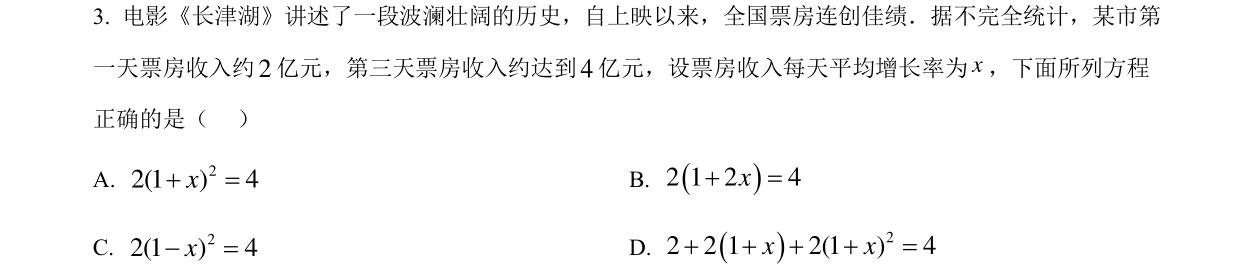 3. 电影《长津湖》讲述了一段波澜壮阔的历史，自上映以来，全国票房连创佳绩．据不完全统计，某市第
一天票房收入约 2 亿元，第三天票房收入约达到 4 亿元，设票房收入每天平均增长率为 x ，下面所列方程
正确的是（　）
A. 2(1+x)² = 4 B. 2(1+2x) = 4
C. 2(1−x)² = 4 D. 2+2(1+x)+2(1+x)² = 4